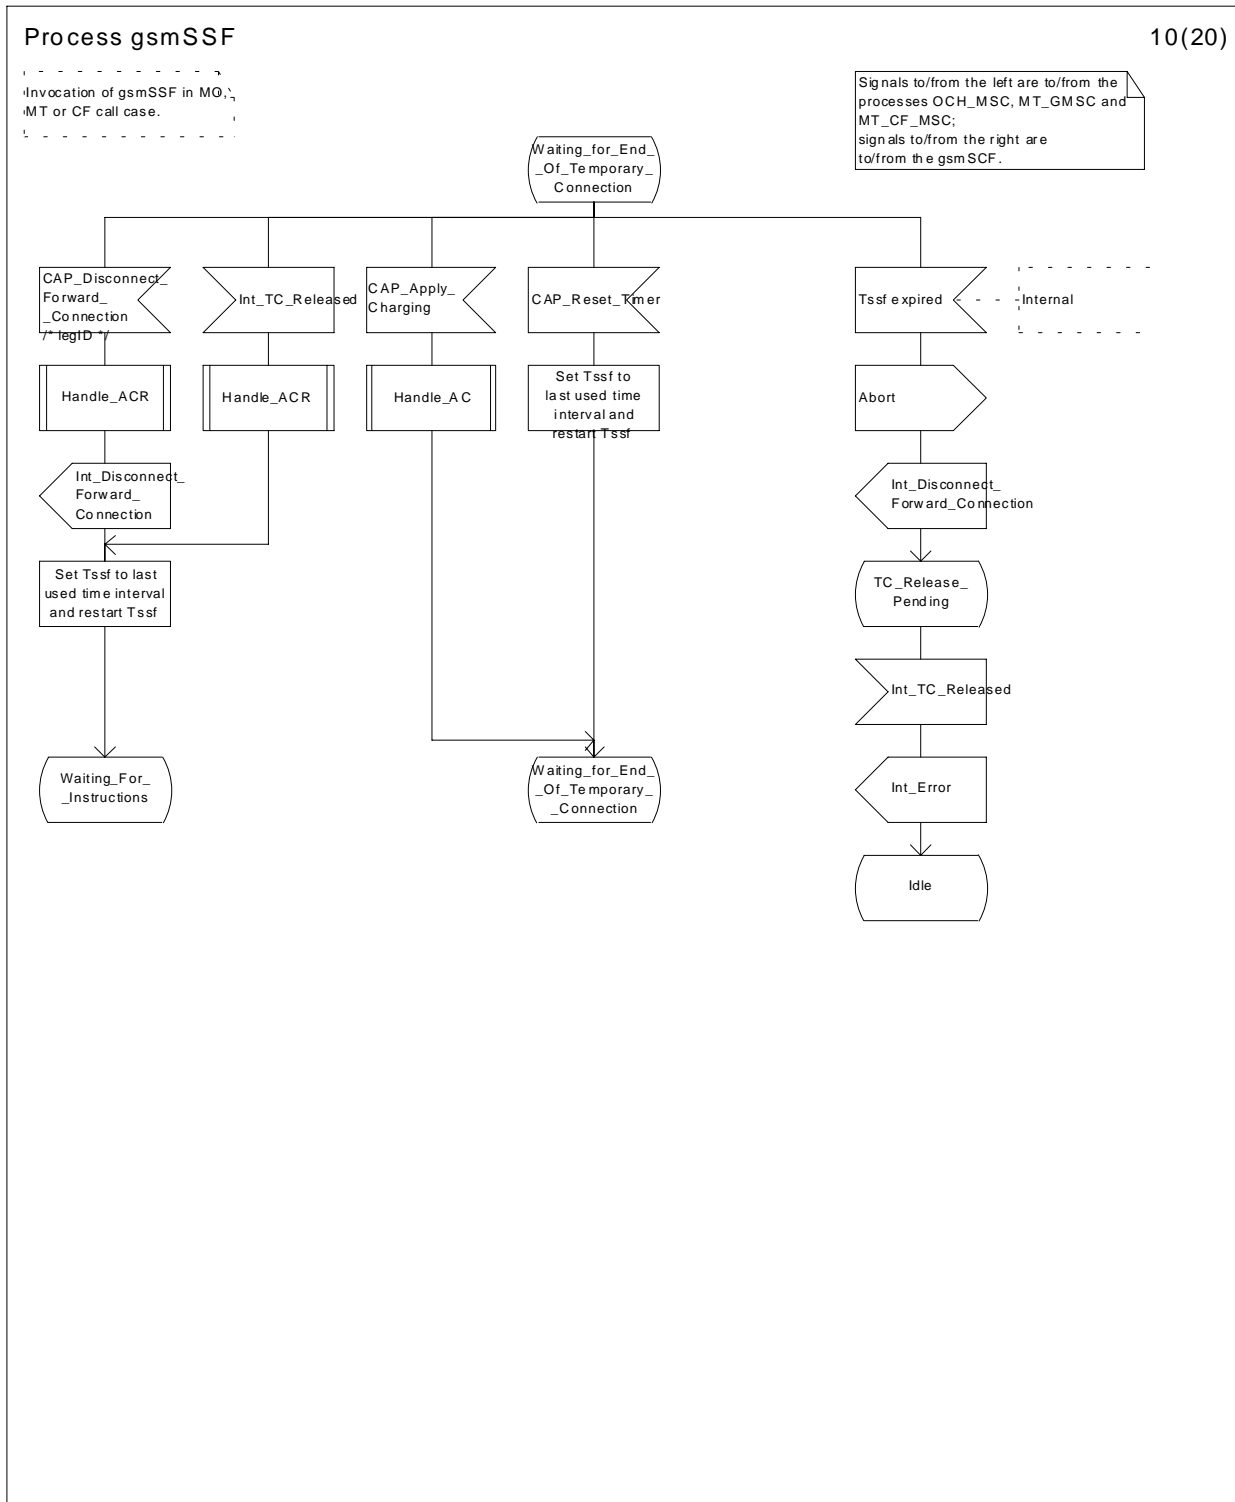 Process gsmSSF
10(20)
Invocation of gsmSSF in MO,
MT or CF call case.
Signals to/from the left are to/from the
processes OCH_MSC, MT_GMSC and
MT_CF_MSC;
signals to/from the right are
to/from the gsmSCF.
Waiting_for_End_
_Of_Temporary_
_Connection
CAP_Disconnect_
Forward_
_Connection
/* legID */
Int_TC_Released
CAP_Apply_
Charging
CAP_Reset_Timer
Tssf expired
Internal
Handle_ACR
Handle_ACR
Handle_AC
Set Tssf to
last used time
interval and
restart Tssf
Abort
Int_Disconnect_
Forward_
Connection
Int_Disconnect_
Forward_Connection
Set Tssf to last
used time interval
and restart Tssf
TC_Release_
Pending
Int_TC_Released
Waiting_For_
_Instructions
Waiting_for_End_
_Of_Temporary_
_Connection
Int_Error
Idle